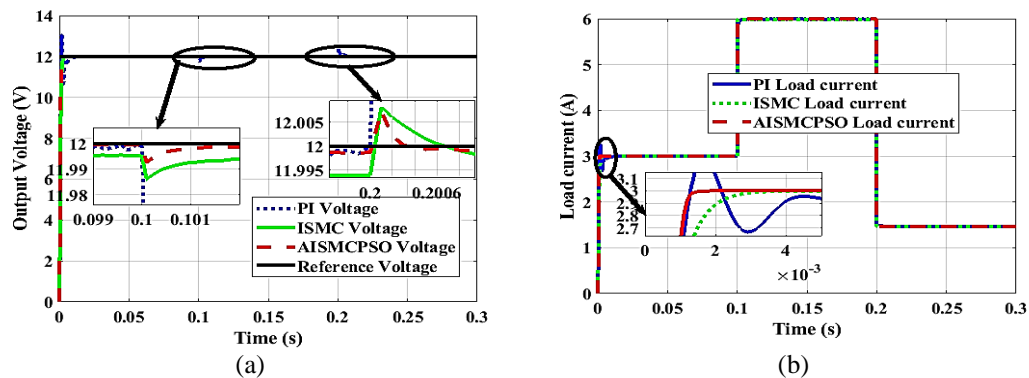 14
12
10
8
6
4
2
0
Output Voltage (V)
12
11.99
11.98
0.099 0.1 0.101
12.005
12
11.995
0.2 0.2006
PI Voltage
ISMC Voltage
AISMCPSO Voltage
Reference Voltage
0 0.05 0.1 0.15 0.2 0.25 0.3
Time (s)
(a)
6
5
4
3
2
1
0
Load current (A)
PI Load current
ISMC Load current
AISMCPSO Load current
3.1
3
2.9
2.8
2.7
0 2 4
×10⁻³
0 0.05 0.1 0.15 0.2 0.25 0.3
Time (s)
(b)